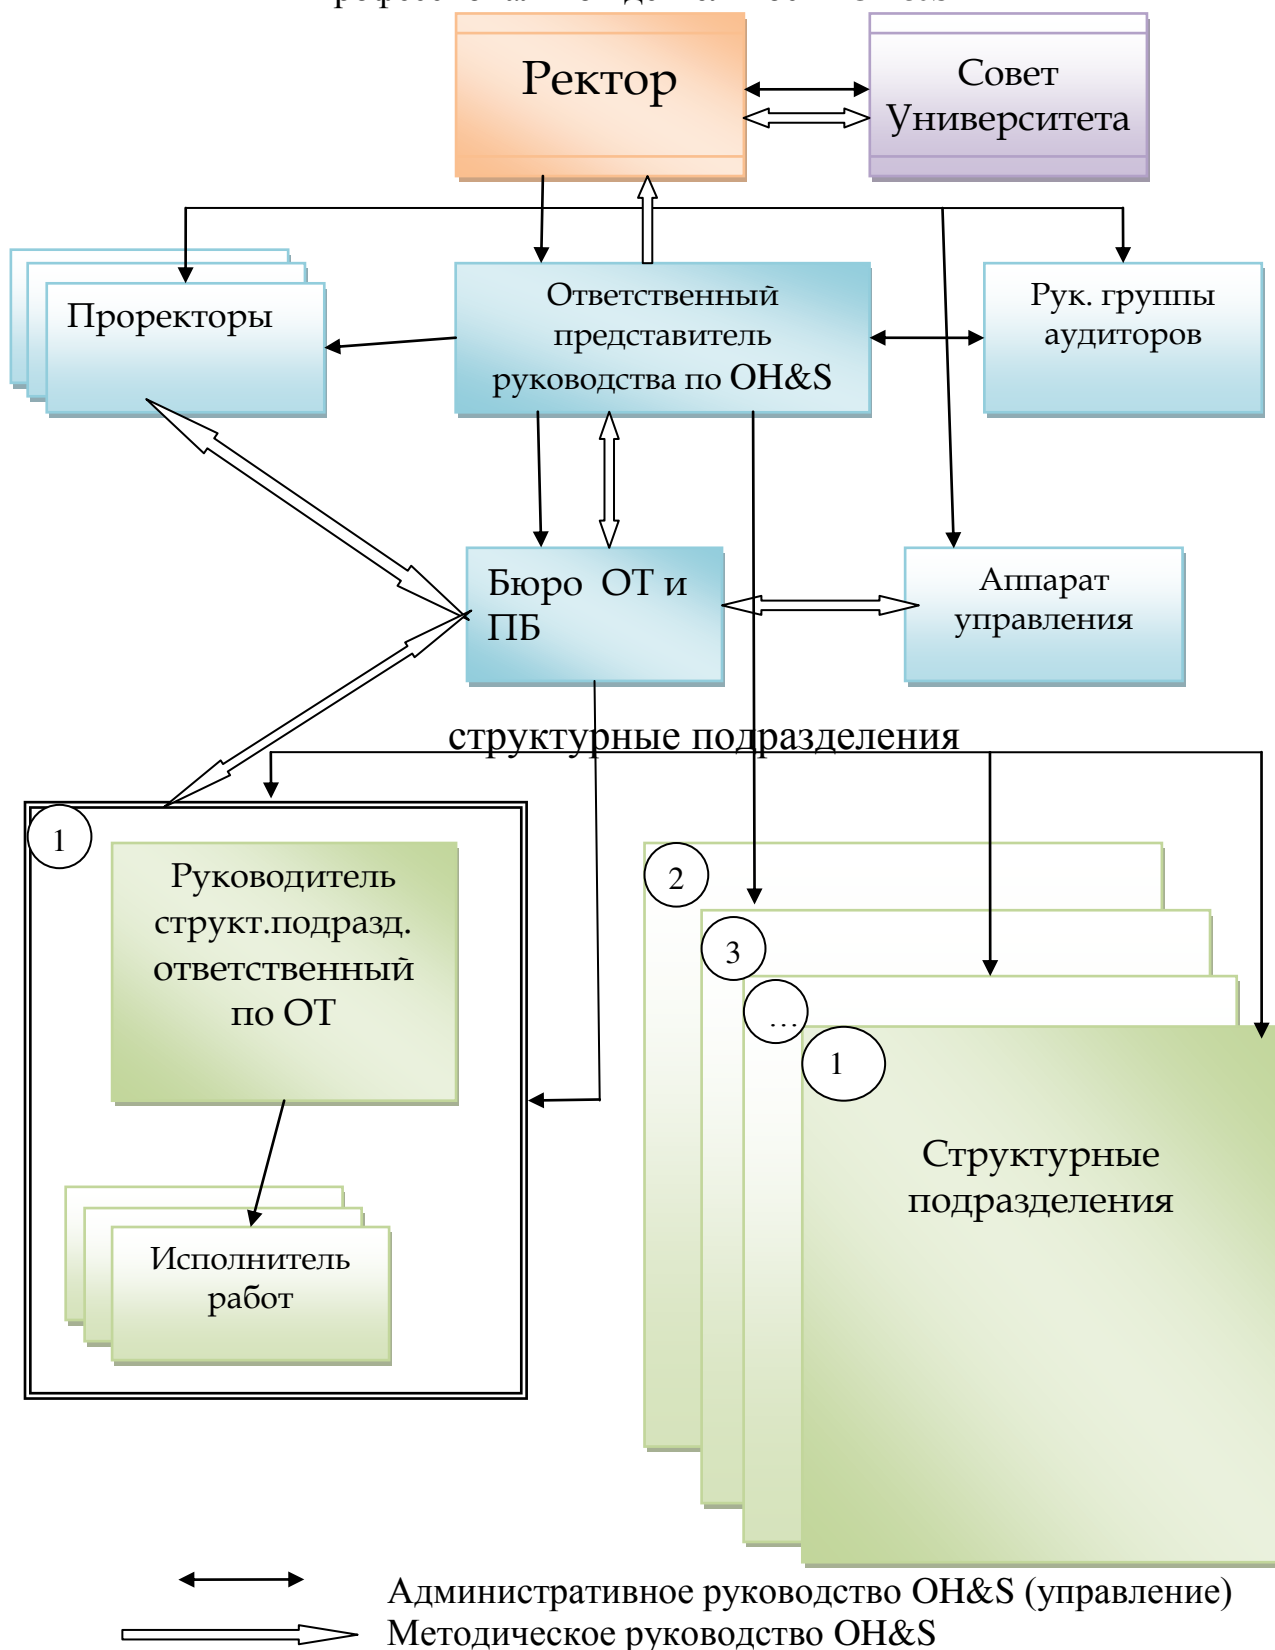 Ректор
Совет
Университета
Проректоры
Ответственный
представитель
руководства по OH&S
Рук. группы
аудиторов
Бюро ОТ и
ПБ
Аппарат
управления
структурные подразделения
1
Руководитель
структ.подразд.
ответственный
по ОТ
Исполнитель
работ
2
3
...
1
Структурные
подразделения
Административное руководство OH&S (управление)
Методическое руководство OH&S